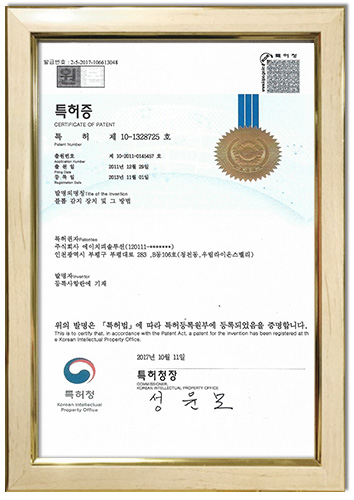 발급번호 : 2-5-2017-106613048
특허청
특허증
CERTIFICATE OF PATENT
특 허 제 10-1328725 호
Patent Number
출원번호 제 10-2011-0145457 호
Application Number
출원일 2011년 12월 29일
Filing Date
등록일 2013년 11월 01일
Registration Date
발명의명칭 Title of the Invention
플룸 감지 장치 및 그 방법
특허권자 Patentee
주식회사 에이치피솔루션(120111-*******)
인천광역시 부평구 부평대로 283 ,B동106호(청천동,우림라이온스밸리)
발명자 Inventor
등록사항란에 기재
위의 발명은 「특허법」에 따라 특허등록원부에 등록되었음을 증명합니다.
This is to certify that, in accordance with the Patent Act, a patent for the invention has been registered at the Korean Intellectual Property Office.
2017년 10월 11일
특허청
Korean Intellectual
Property Office
특허청장
COMMISSIONER,
KOREAN INTELLECTUAL PROPERTY OFFICE
성윤모